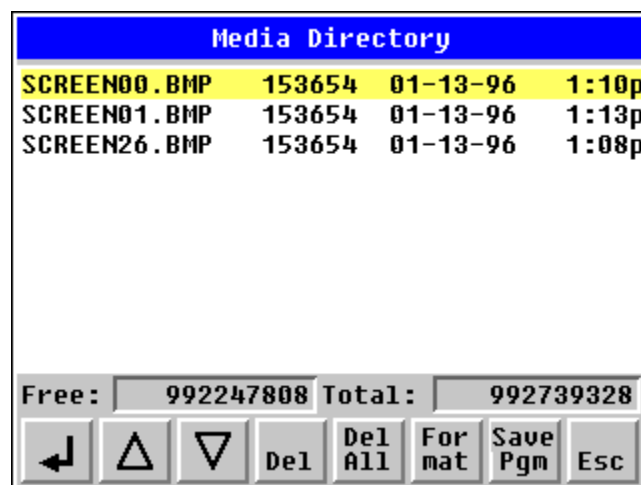 Media Directory
SCREEN00.BMP 153654 01-13-96 1:10p
SCREEN01.BMP 153654 01-13-96 1:13p
SCREEN26.BMP 153654 01-13-96 1:08p
Free: 992247808 Total: 992739328
Del Del All For mat Save Pgm Esc